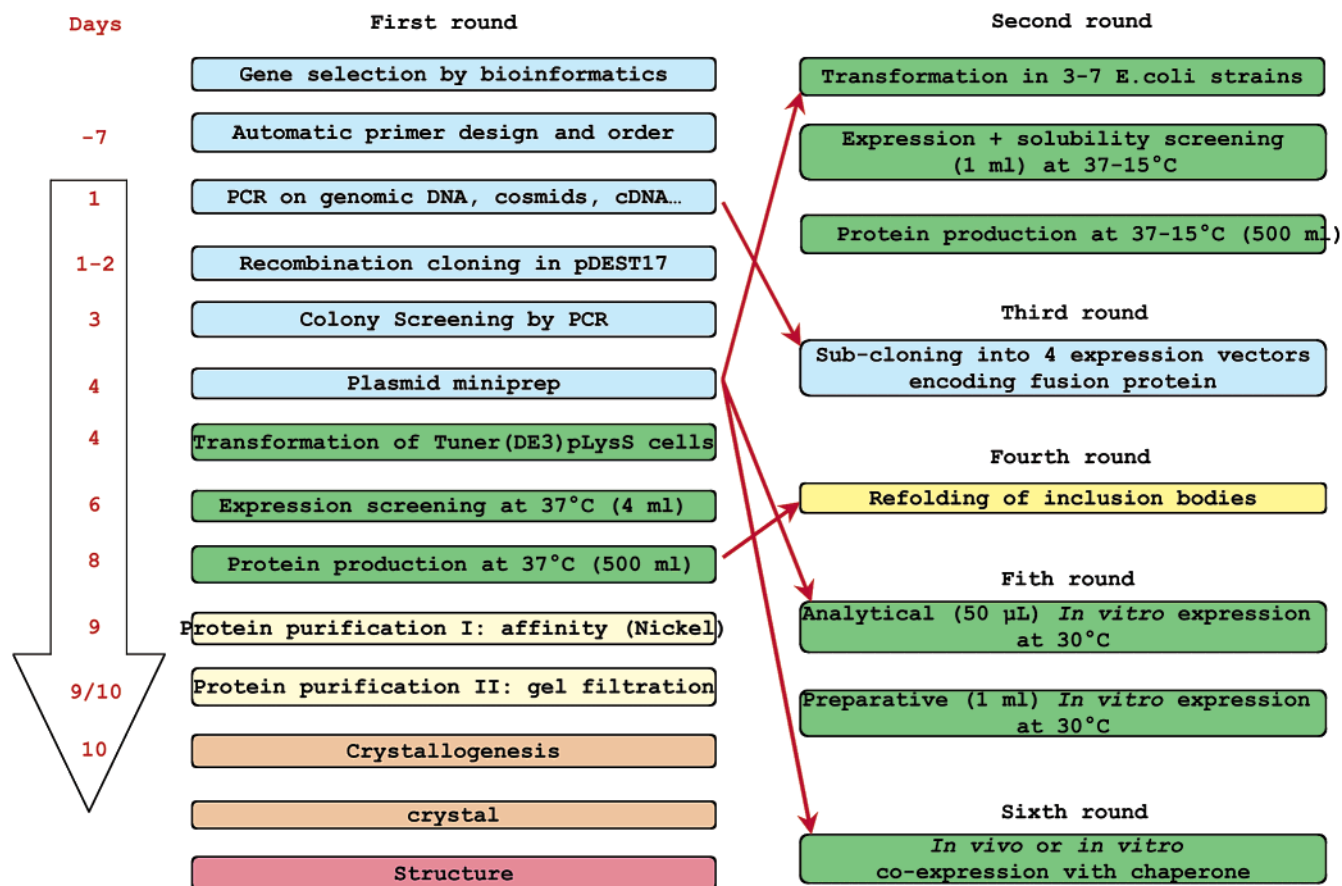 Days
First round
Gene selection by bioinformatics
-7
Automatic primer design and order
1
PCR on genomic DNA, cosmids, cDNA…
1-2
Recombination cloning in pDEST17
3
Colony Screening by PCR
4
Plasmid miniprep
4
Transformation of Tuner(DE3)pLysS cells
6
Expression screening at 37°C (4 ml)
8
Protein production at 37°C (500 ml)
9
Protein purification I: affinity (Nickel)
9/10
Protein purification II: gel filtration
10
Crystallogenesis
crystal
Structure
Second round
Transformation in 3-7 E.coli strains
Expression + solubility screening
(1 ml) at 37-15°C
Protein production at 37-15°C (500 ml)
Third round
Sub-cloning into 4 expression vectors
encoding fusion protein
Fourth round
Refolding of inclusion bodies
Fith round
Analytical (50 µL) In vitro expression
at 30°C
Preparative (1 ml) In vitro expression
at 30°C
Sixth round
In vivo or in vitro
co-expression vith chaperone